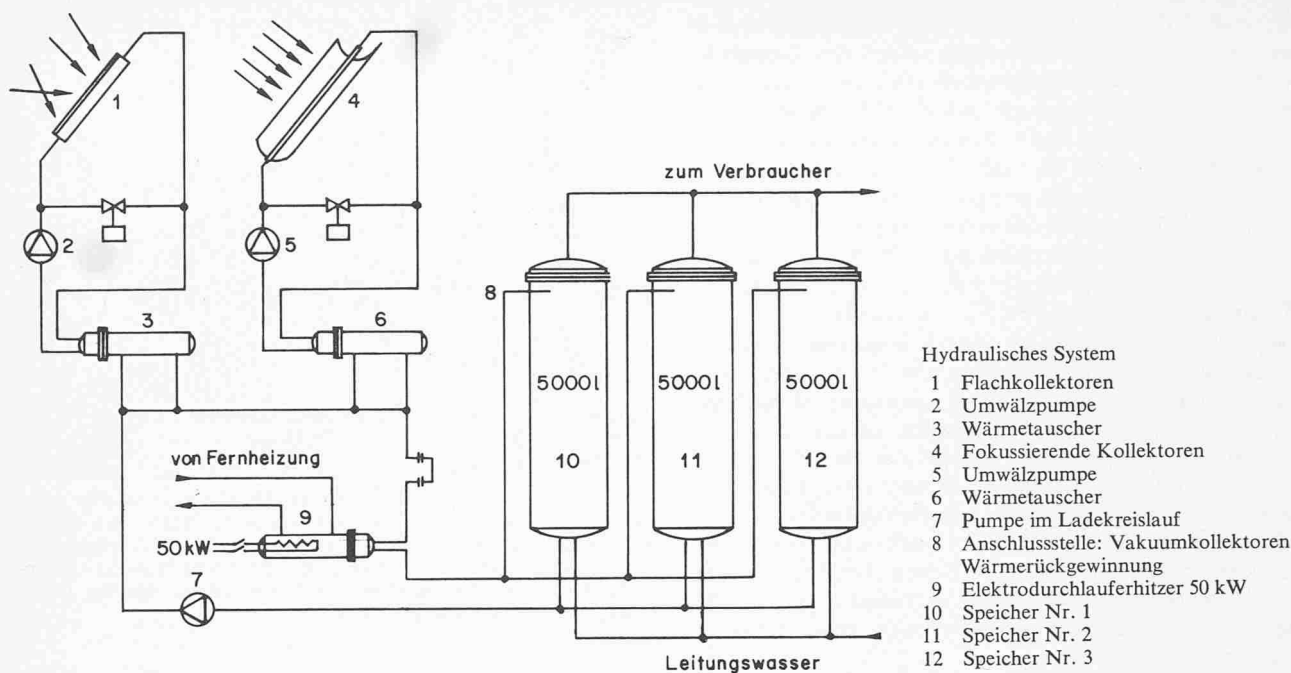 1
4
zum Verbraucher
2
5
8
3
6
5000l
5000l
5000l
von Fernheizung
10
11
12
9
50 kW
7
Leitungswasser
Hydraulisches System
1 Flachkollektoren
2 Umwälzpumpe
3 Wärmetauscher
4 Fokussierende Kollektoren
5 Umwälzpumpe
6 Wärmetauscher
7 Pumpe im Ladekreislauf
8 Anschlussstelle: Vakuumkollektoren
Wärmerückgewinnung
9 Elektrodurchlauferhitzer 50 kW
10 Speicher Nr. 1
11 Speicher Nr. 2
12 Speicher Nr. 3